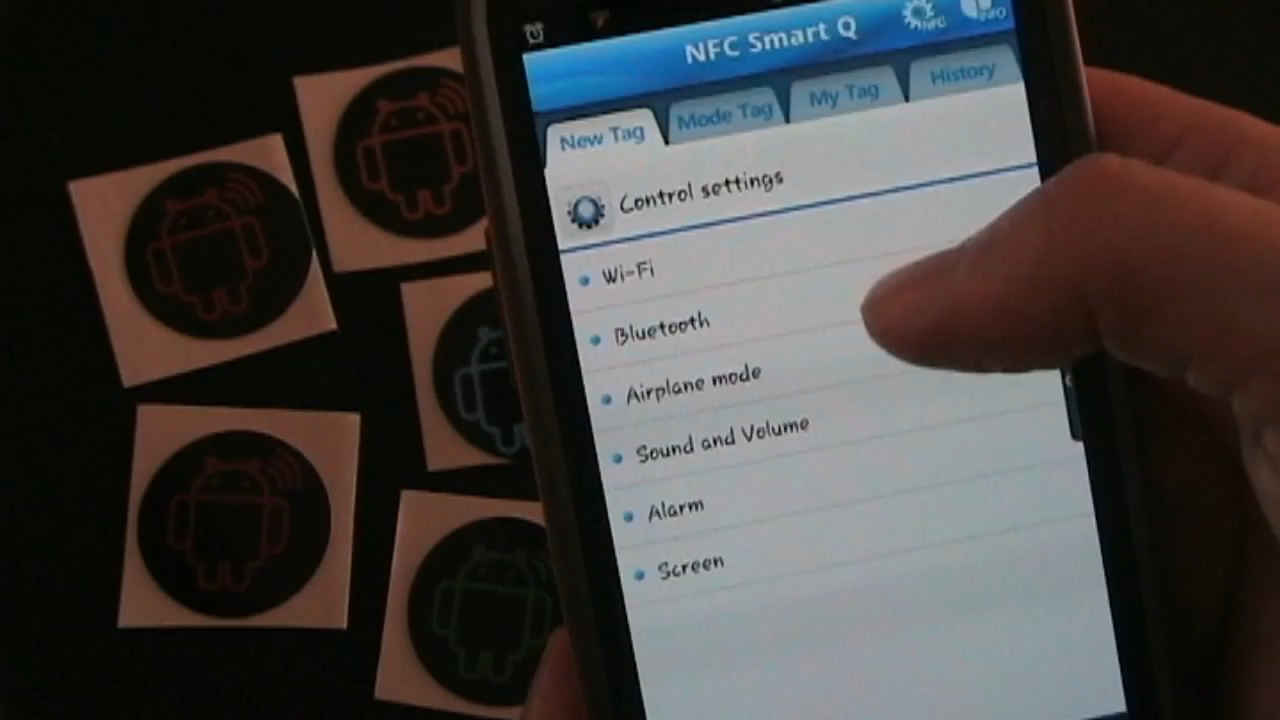 NFC Smart Q
NFC
INFO
New Tag
Mode Tag
My Tag
History
Control settings
Wi-Fi
Bluetooth
Airplane mode
Sound and Volume
Alarm
Screen